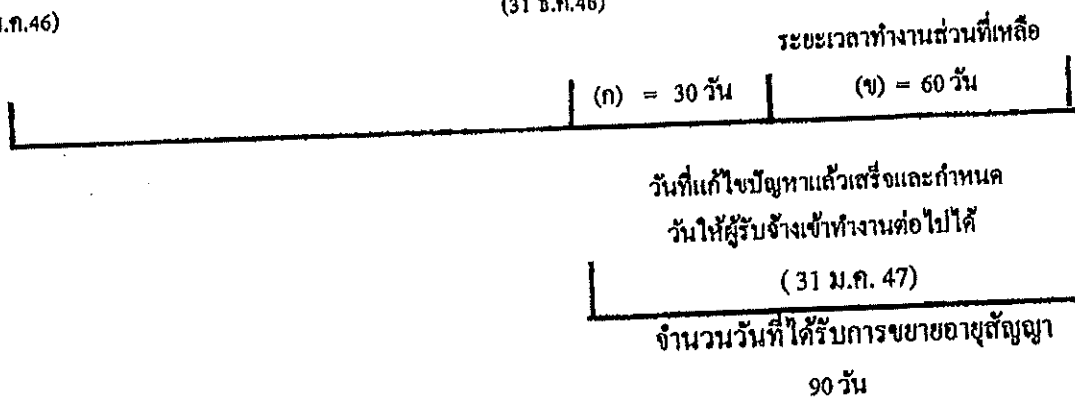 .ค.46)
(31 ธ.ค.46)
ระยะเวลาทำงานส่วนที่เหลือ
(ก) = 30 วัน
(ข) = 60 วัน
วันที่แก้ไขปัญหาแล้วเสร็จและกำหนด
วันให้ผู้รับจ้างเข้าทำงานต่อไปได้
( 31 ม.ค. 47)
จำนวนวันที่ได้รับการขยายอายุสัญญา
90 วัน